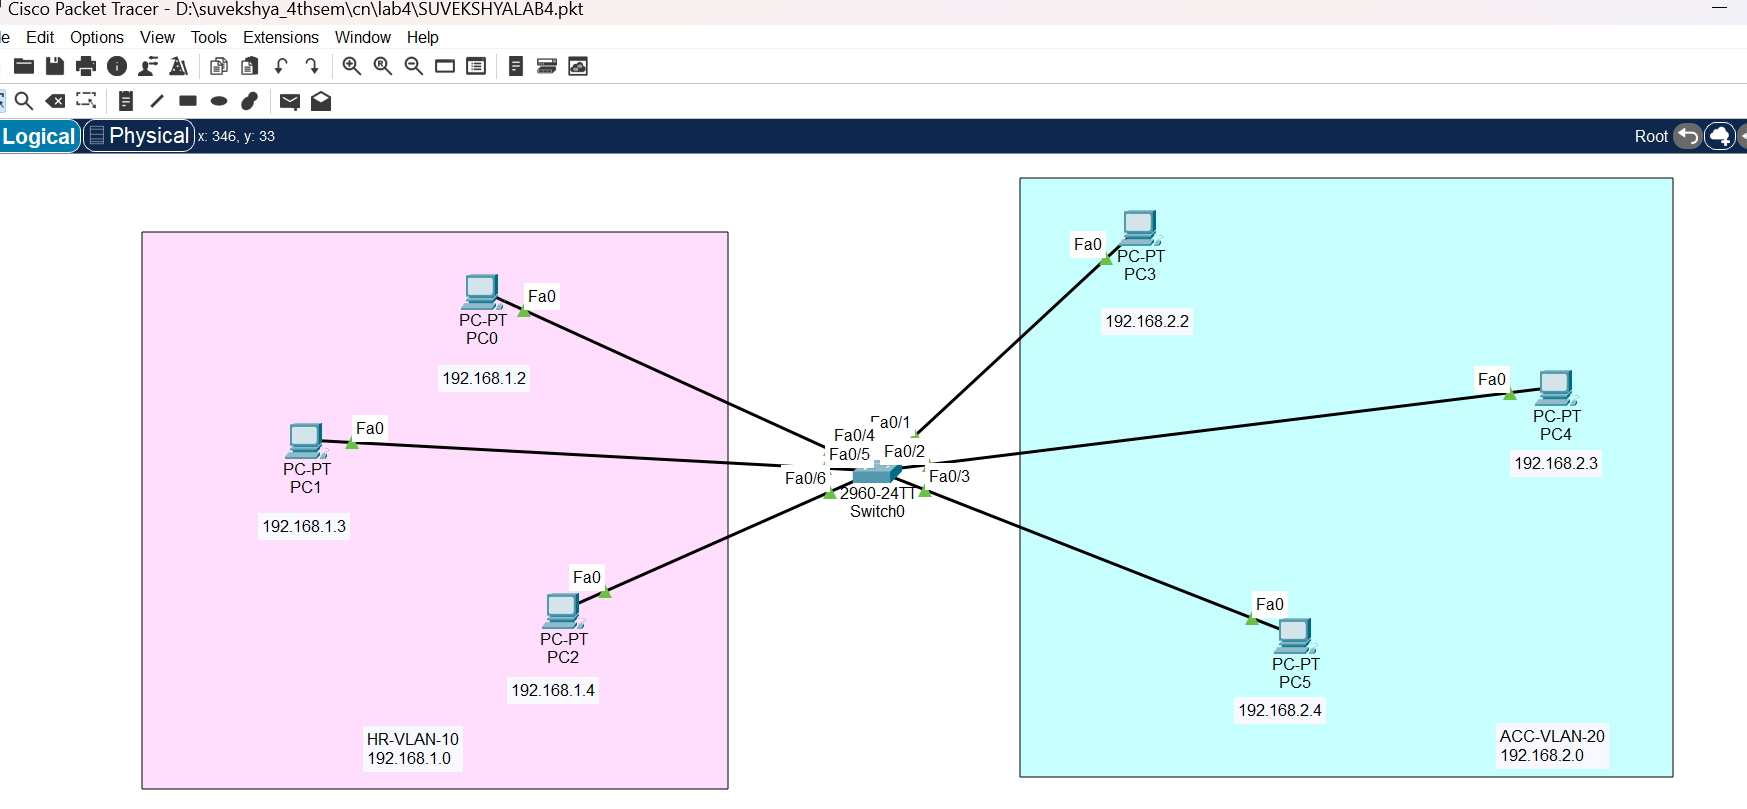 Cisco Packet Tracer - D:\suvekshya_4thsem\cn\lab4\SUVEKSHYALAB4.pkt
Edit Options View Tools Extensions Window Help
Logical Physical x: 346, y: 33 Root
Fa0
PC-PT
PC3
192.168.2.2
Fa0
PC-PT
PC0
192.168.1.2
Fa0
PC-PT
PC4
192.168.2.3
Fa0
PC-PT
PC1
192.168.1.3
Fa0/1
Fa0/4
Fa0/5 Fa0/2
Fa0/6 Fa0/3
2960-24TT
Switch0
Fa0
PC-PT
PC2
192.168.1.4
Fa0
PC-PT
PC5
192.168.2.4
HR-VLAN-10
192.168.1.0
ACC-VLAN-20
192.168.2.0